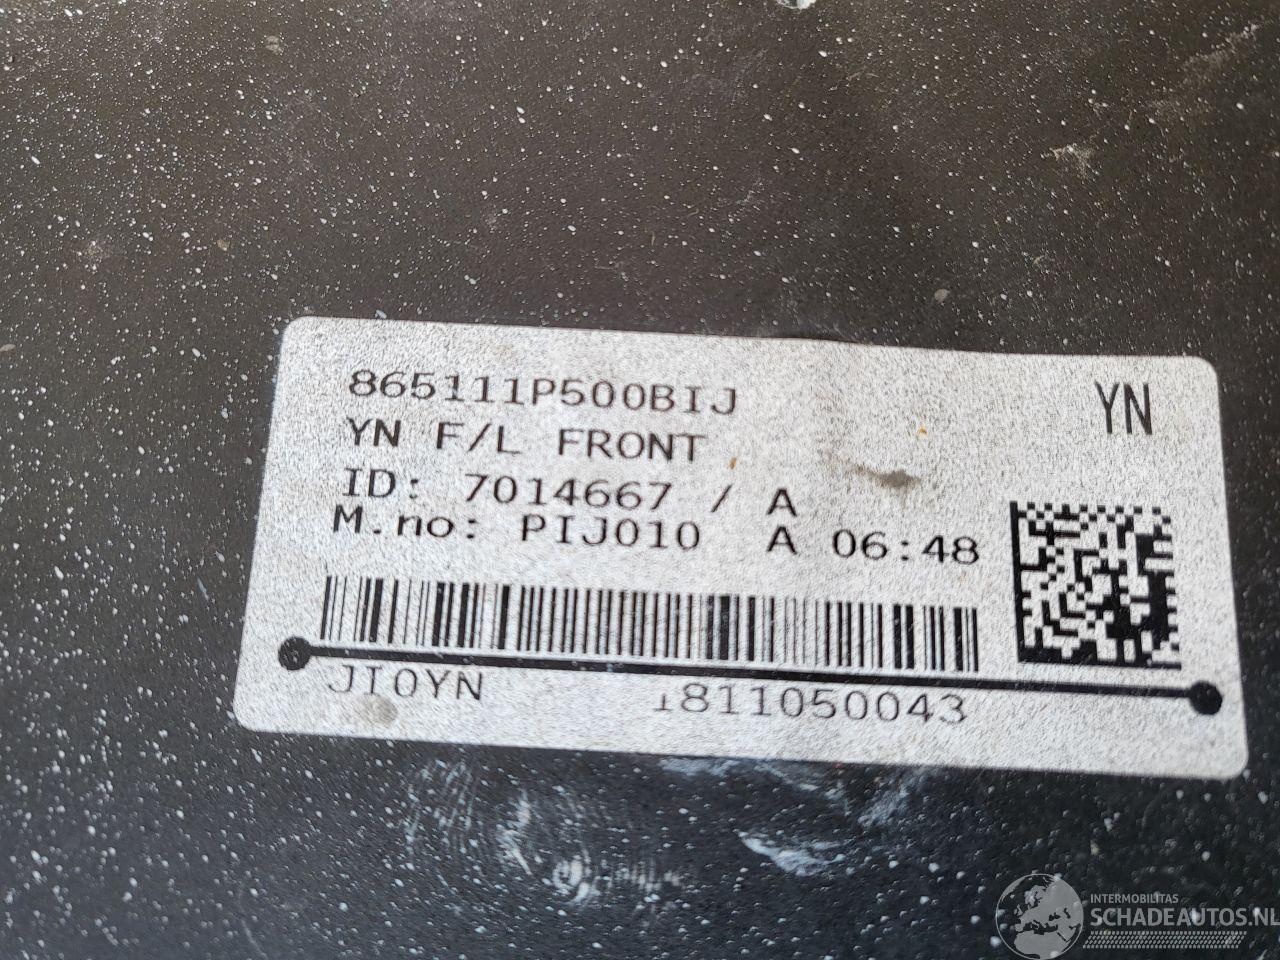 865111P500BIJ
YN
YN F/L FRONT
ID: 7014667 / A
M.no: PIJ010 A 06:48
JI0YN 1811050043
INTERMOBILITAS
SCHADEAUTOS.NL